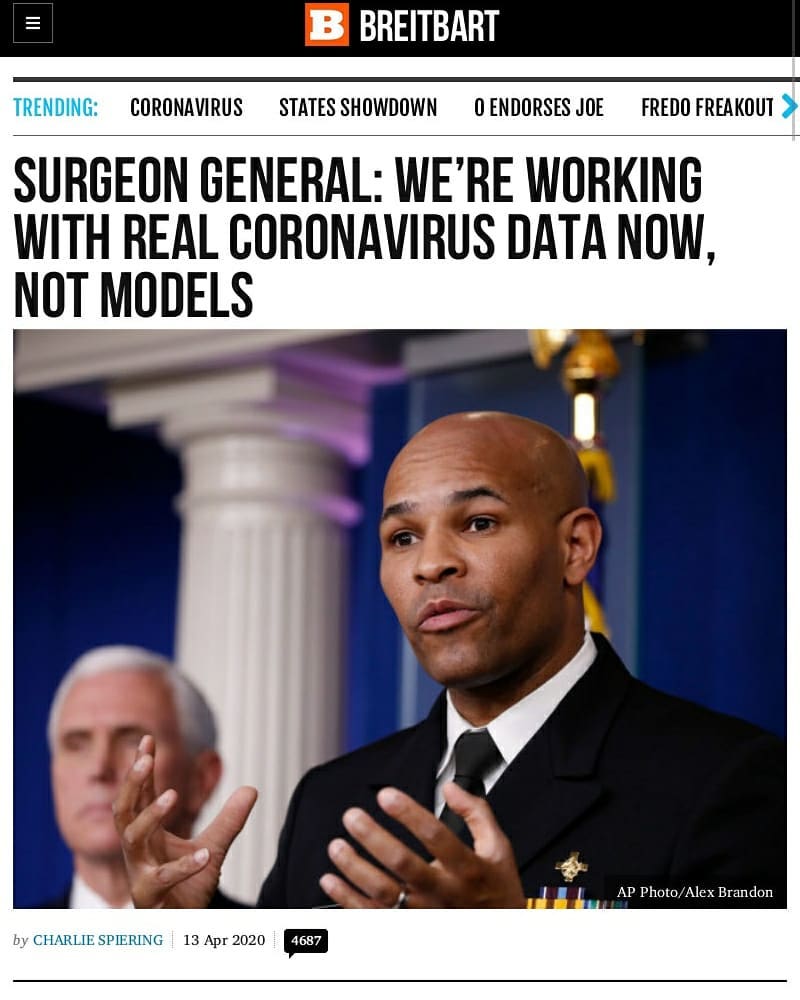 B BREITBART
TRENDING: CORONAVIRUS STATES SHOWDOWN O ENDORSES JOE FREDO FREAKOUT
SURGEON GENERAL: WE’RE WORKING
WITH REAL CORONAVIRUS DATA NOW,
NOT MODELS
AP Photo/Alex Brandon
by CHARLIE SPIERING 13 Apr 2020 4687